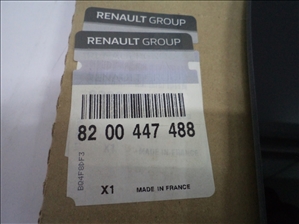 RENAULT GROUP
RENAULT GROUP
82 00 447 488
X1 MADE IN FRANCE